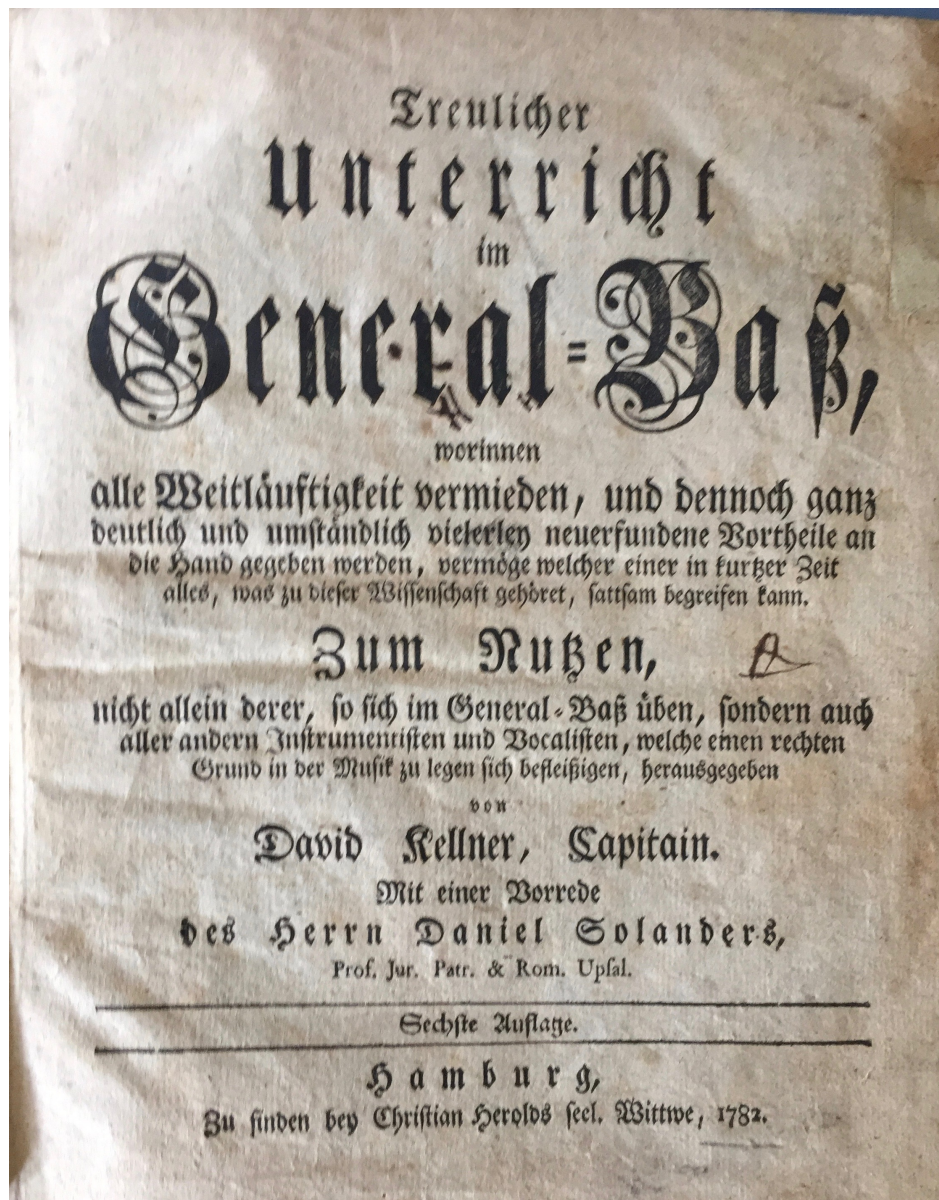 Treulicher
Unterricht
im
General-Baß,
worinnen
alle Weitläuftigkeit vermieden, und dennoch ganz
deutlich und umständlich vielerley neuerfundene Vortheile an
die Hand gegeben werden, vermöge welcher einer in kurtzer Zeit
alles, was zu dieser Wissenschaft gehöret, sattsam begreifen kann.
Zum Nutzen,
nicht allein derer, so sich im General-Baß üben, sondern auch
aller andern Instrumentisten und Vocalisten, welche einen rechten
Grund in der Musik zu legen sich befleißigen, herausgegeben
von
David Kellner, Capitain.
Mit einer Vorrede
des Herrn Daniel Solanders,
Prof. Jur. Patr. & Rom. Upsal.
Sechste Auflage.
Hamburg,
Zu finden bey Christian Herolds seel. Wittwe, 1782.